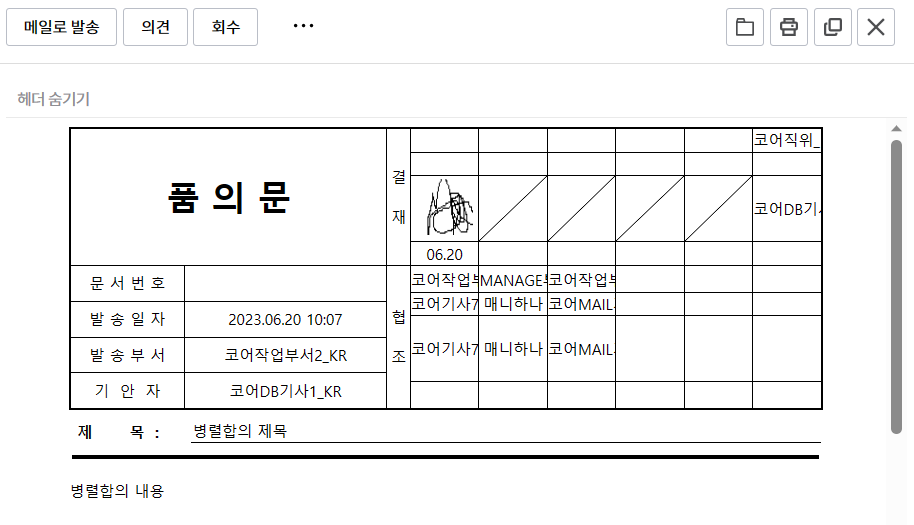 메일로 발송 의견 회수 ...
헤더 숨기기
품 의 문
결 재
코어직위_
코어DB기
06.20
문 서 번 호
발 송 일 자 2023.06.20 10:07
발 송 부 서 코어작업부서2_KR
기 안 자 코어DB기사1_KR
협 조
코어작업부 MANAGE 코어작업부
코어기사7 매니하나 코어MAIL
코어기사7 매니하나 코어MAIL
제 목 : 병렬합의 제목
병렬합의 내용